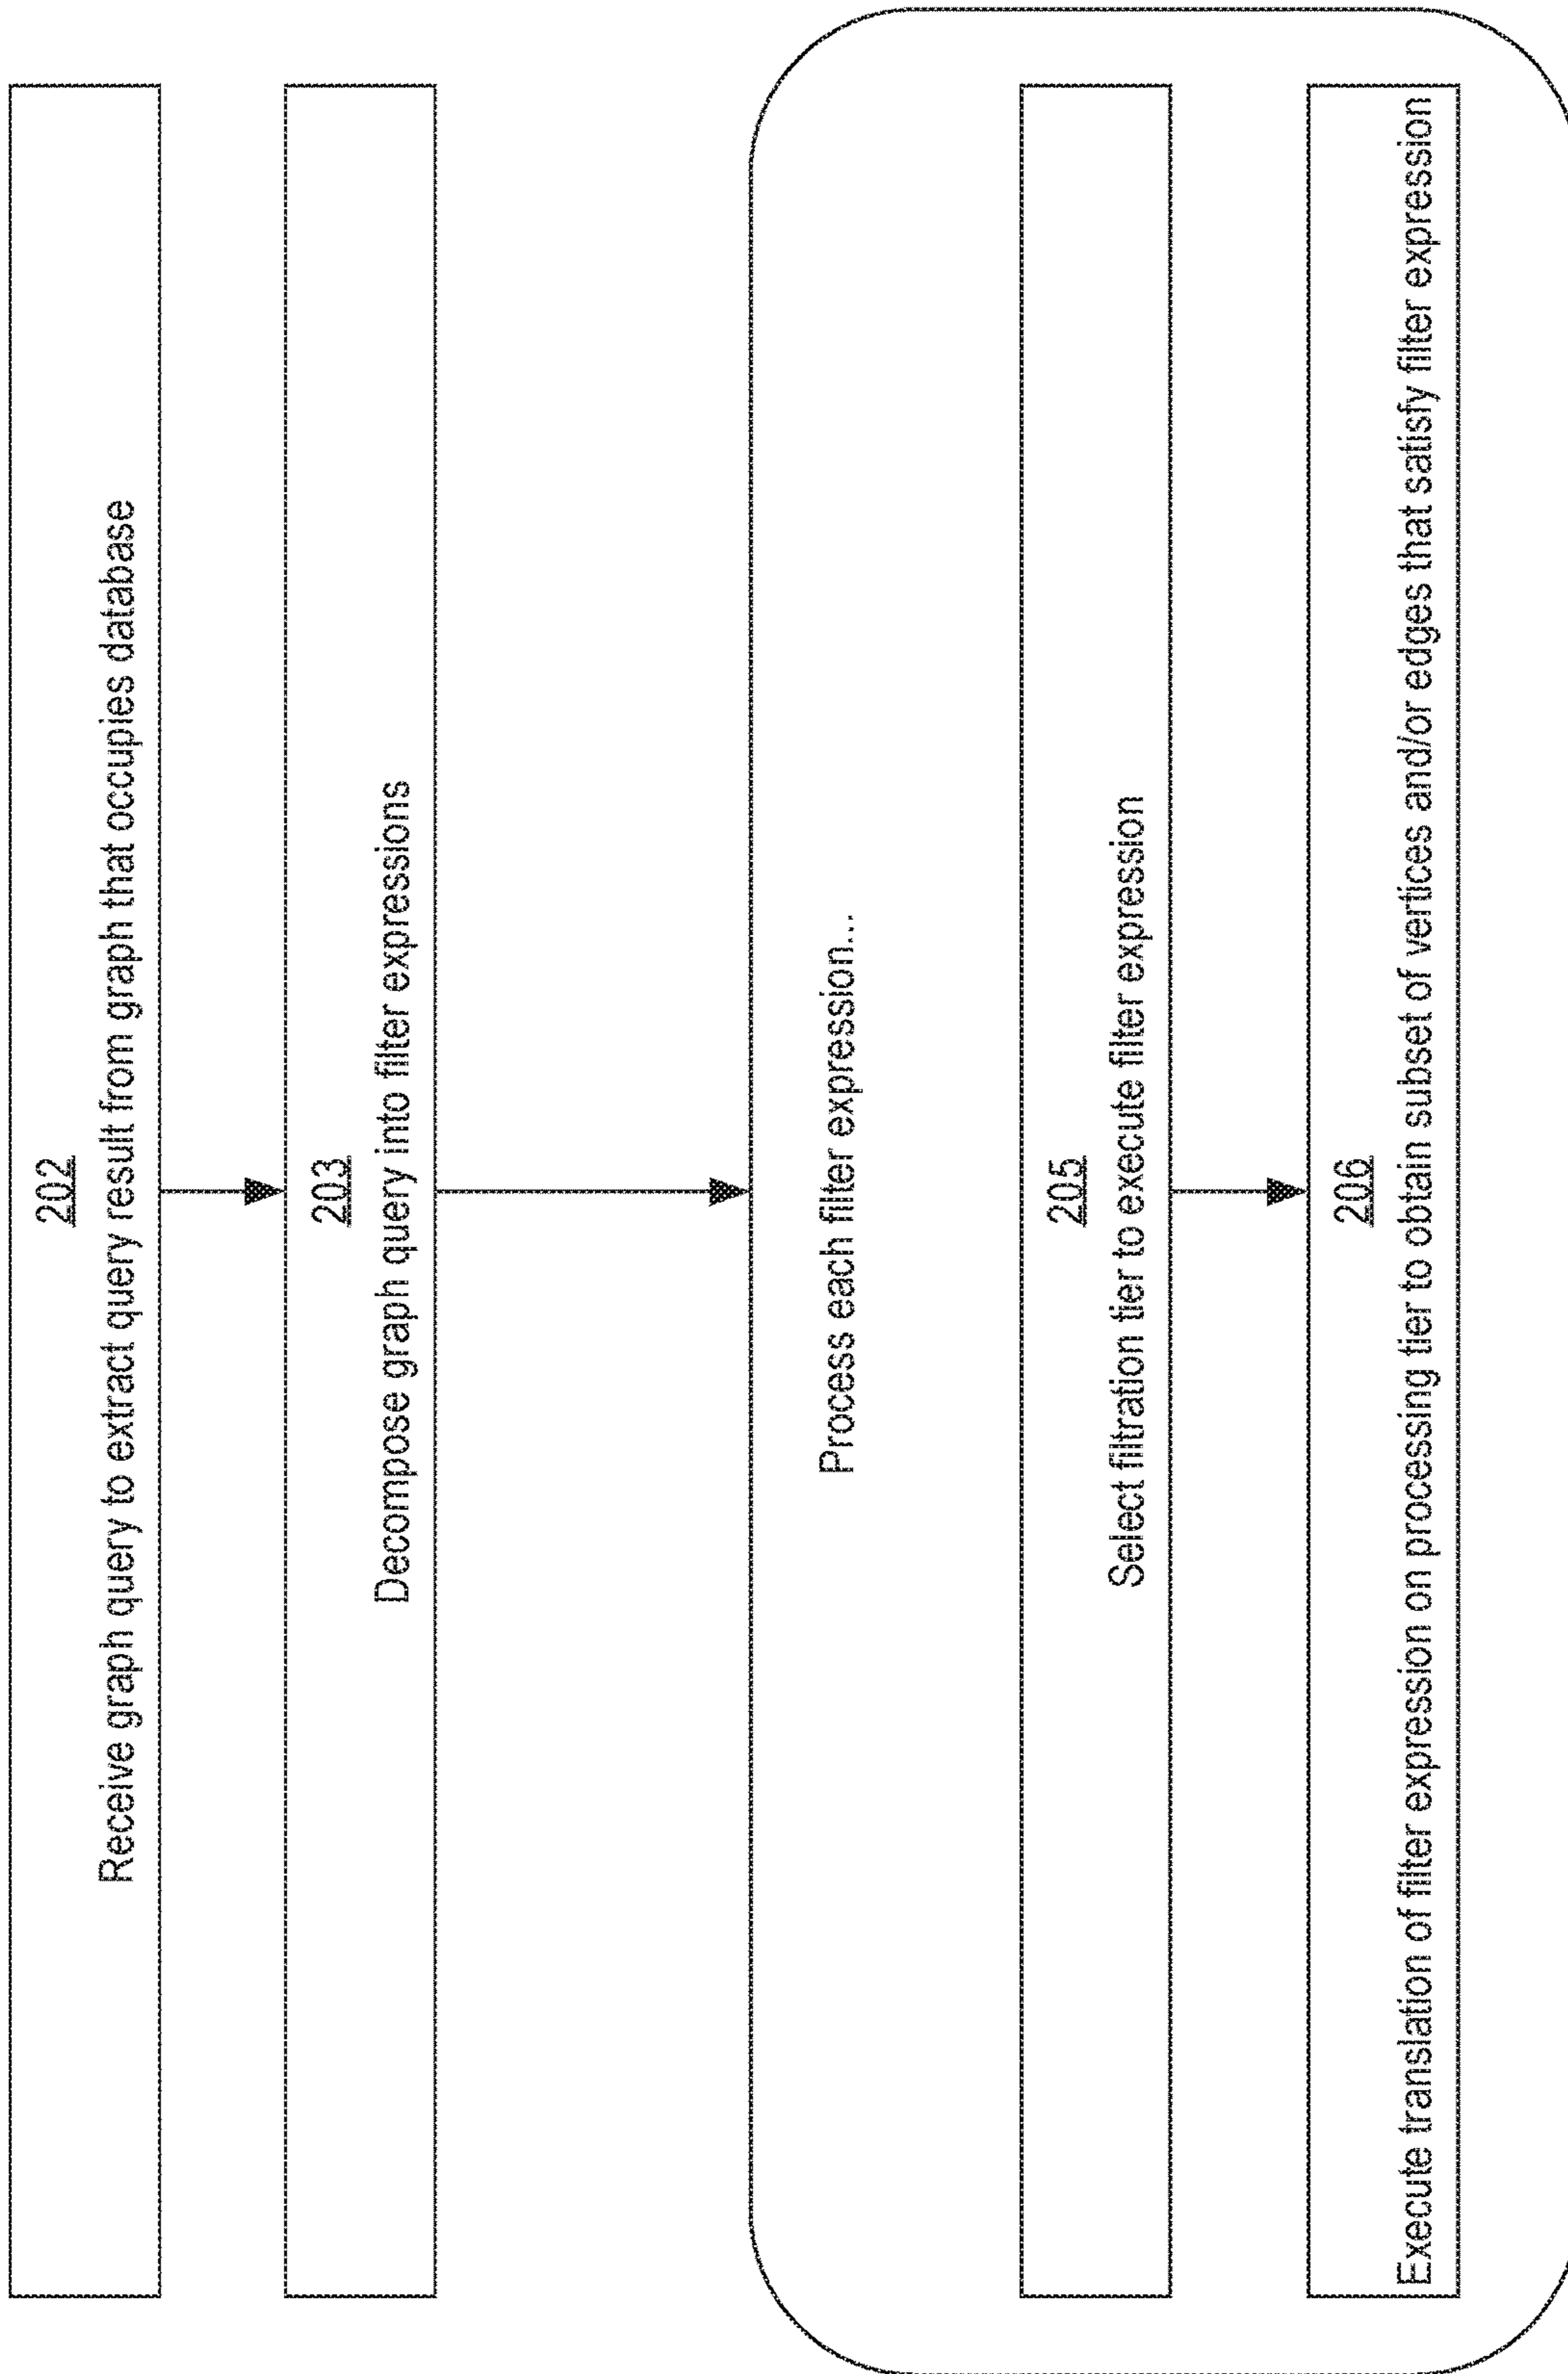 202
Receive graph query to extract query result from graph that occupies database
203
Decompose graph query into filter expressions
Process each filter expression...
205
Select filtration tier to execute filter expression
206
Execute translation of filter expression on processing tier to obtain subset of vertices and/or edges that satisfy filter expression